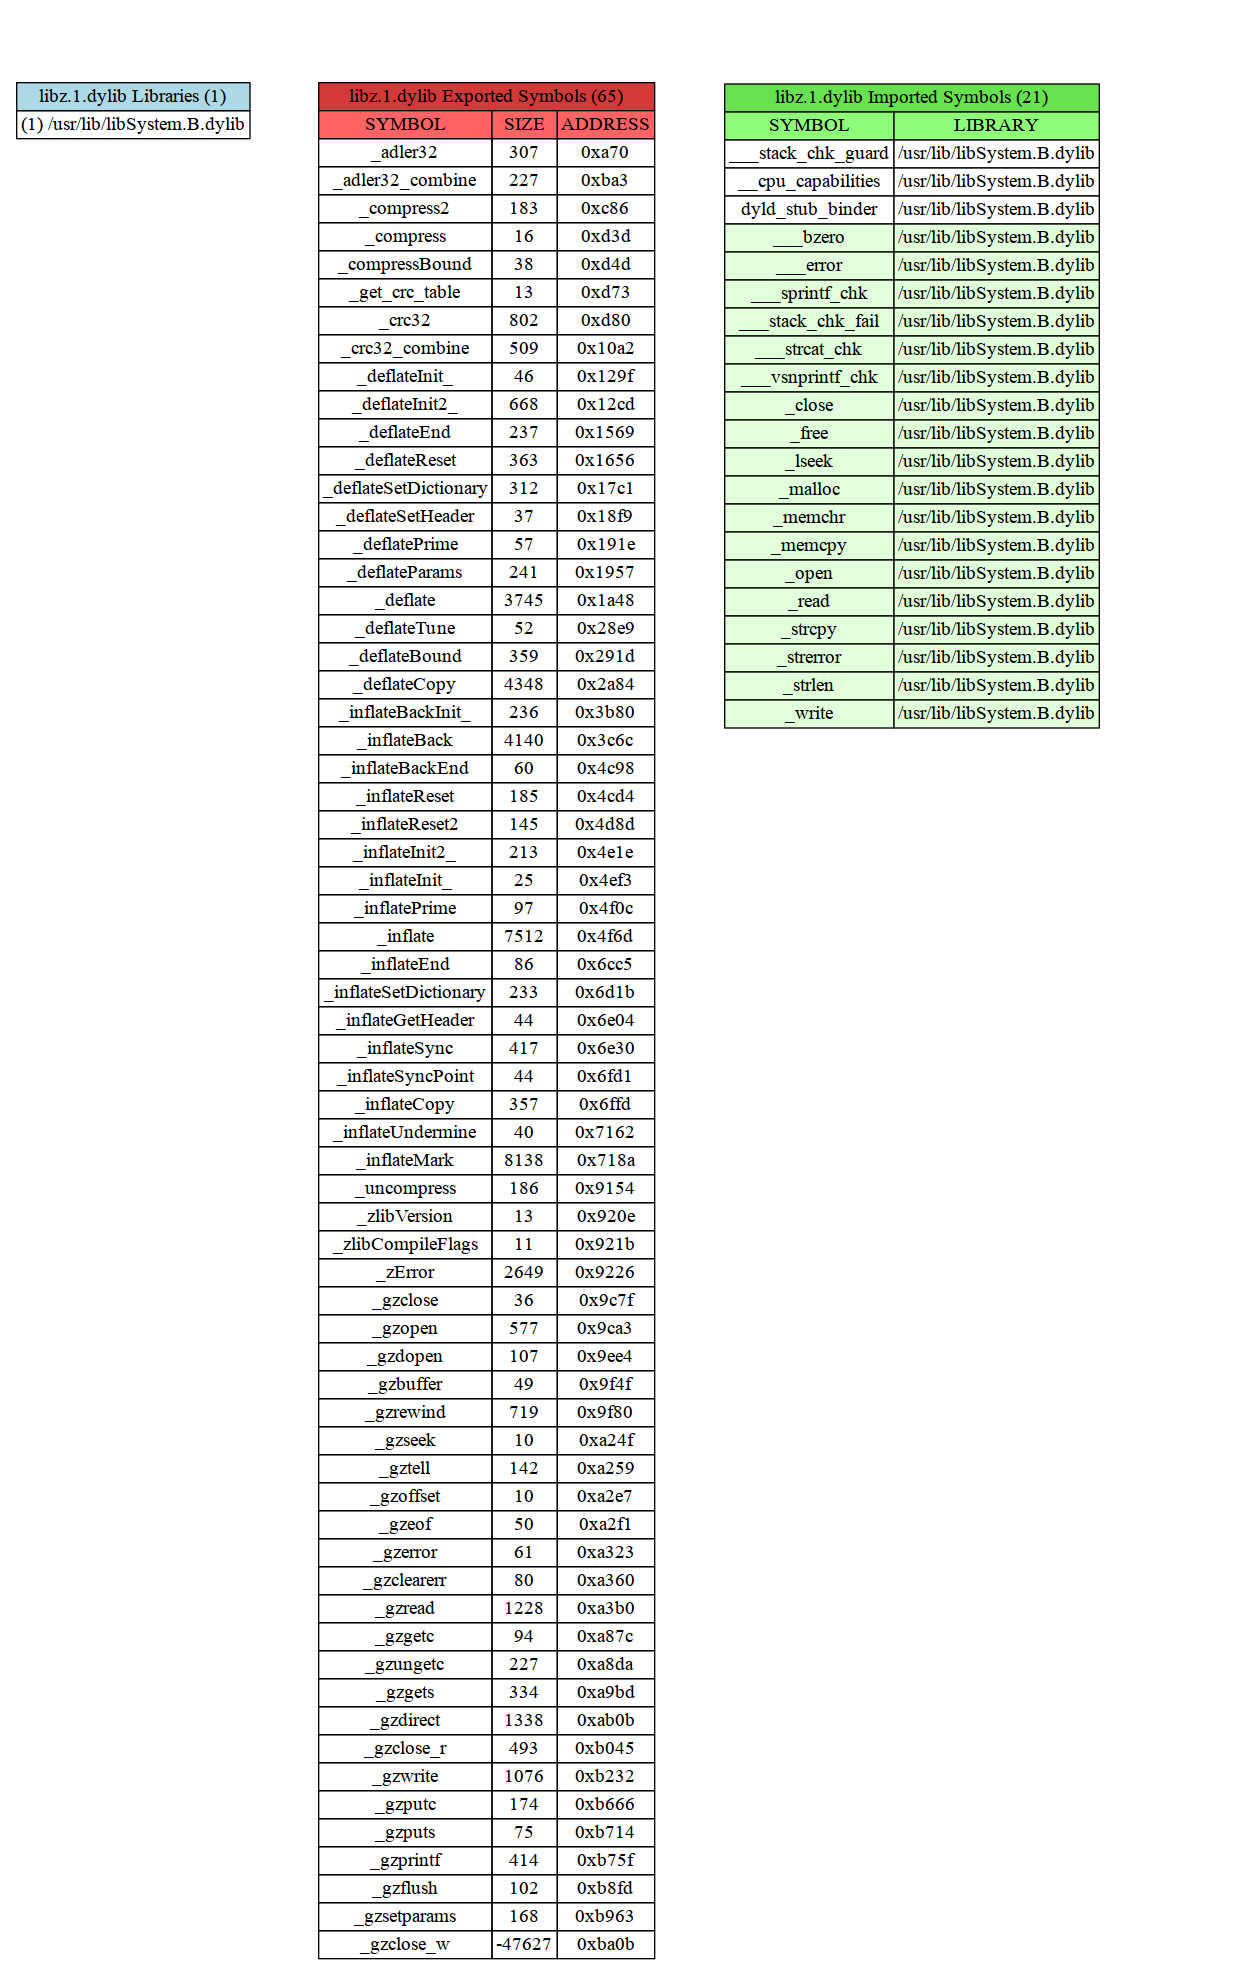 libz.1.dylib Libraries (1)
(1) /usr/lib/libSystem.B.dylib
libz.1.dylib Exported Symbols (65)
SYMBOL SIZE ADDRESS
_adler32 307 0xa70
_adler32_combine 227 0xba3
_compress2 183 0xc86
_compress 16 0xd3d
_compressBound 38 0xd4d
_get_crc_table 13 0xd73
_crc32 802 0xd80
_crc32_combine 509 0x10a2
_deflateInit_ 46 0x129f
_deflateInit2_ 668 0x12cd
_deflateEnd 237 0x1569
_deflateReset 363 0x1656
_deflateSetDictionary 312 0x17c1
_deflateSetHeader 37 0x18f9
_deflatePrime 57 0x191e
_deflateParams 241 0x1957
_deflate 3745 0x1a48
_deflateTune 52 0x28e9
_deflateBound 359 0x291d
_deflateCopy 4348 0x2a84
_inflateBackInit_ 236 0x3b80
_inflateBack 4140 0x3c6c
_inflateBackEnd 60 0x4c98
_inflateReset 185 0x4cd4
_inflateReset2 145 0x4d8d
_inflateInit2_ 213 0x4e1e
_inflateInit_ 25 0x4ef3
_inflatePrime 97 0x4f0c
_inflate 7512 0x4f6d
_inflateEnd 86 0x6cc5
_inflateSetDictionary 233 0x6d1b
_inflateGetHeader 44 0x6e04
_inflateSync 417 0x6e30
_inflateSyncPoint 44 0x6fd1
_inflateCopy 357 0x6ffd
_inflateUndermine 40 0x7162
_inflateMark 8138 0x718a
_uncompress 186 0x9154
_zlibVersion 13 0x920e
_zlibCompileFlags 11 0x921b
_zError 2649 0x9226
_gzclose 36 0x9c7f
_gzopen 577 0x9ca3
_gzdopen 107 0x9ee4
_gzbuffer 49 0x9f4f
_gzrewind 719 0x9f80
_gzseek 10 0xa24f
_gztell 142 0xa259
_gzoffset 10 0xa2e7
_gzeof 50 0xa2f1
_gzerror 61 0xa323
_gzclearerr 80 0xa360
_gzread 1228 0xa3b0
_gzgetc 94 0xa87c
_gzungetc 227 0xa8da
_gzgets 334 0xa9bd
_gzdirect 1338 0xab0b
_gzclose_r 493 0xb045
_gzwrite 1076 0xb232
_gzputc 174 0xb666
_gzputs 75 0xb714
_gzprintf 414 0xb75f
_gzflush 102 0xb8fd
_gzsetparams 168 0xb963
_gzclose_w -47627 0xba0b
libz.1.dylib Imported Symbols (21)
SYMBOL LIBRARY
___stack_chk_guard /usr/lib/libSystem.B.dylib
__cpu_capabilities /usr/lib/libSystem.B.dylib
dyld_stub_binder /usr/lib/libSystem.B.dylib
___bzero /usr/lib/libSystem.B.dylib
___error /usr/lib/libSystem.B.dylib
___sprintf_chk /usr/lib/libSystem.B.dylib
___stack_chk_fail /usr/lib/libSystem.B.dylib
___strcat_chk /usr/lib/libSystem.B.dylib
___vsnprintf_chk /usr/lib/libSystem.B.dylib
_close /usr/lib/libSystem.B.dylib
_free /usr/lib/libSystem.B.dylib
_lseek /usr/lib/libSystem.B.dylib
_malloc /usr/lib/libSystem.B.dylib
_memchr /usr/lib/libSystem.B.dylib
_memcpy /usr/lib/libSystem.B.dylib
_open /usr/lib/libSystem.B.dylib
_read /usr/lib/libSystem.B.dylib
_strcpy /usr/lib/libSystem.B.dylib
_strerror /usr/lib/libSystem.B.dylib
_strlen /usr/lib/libSystem.B.dylib
_write /usr/lib/libSystem.B.dylib